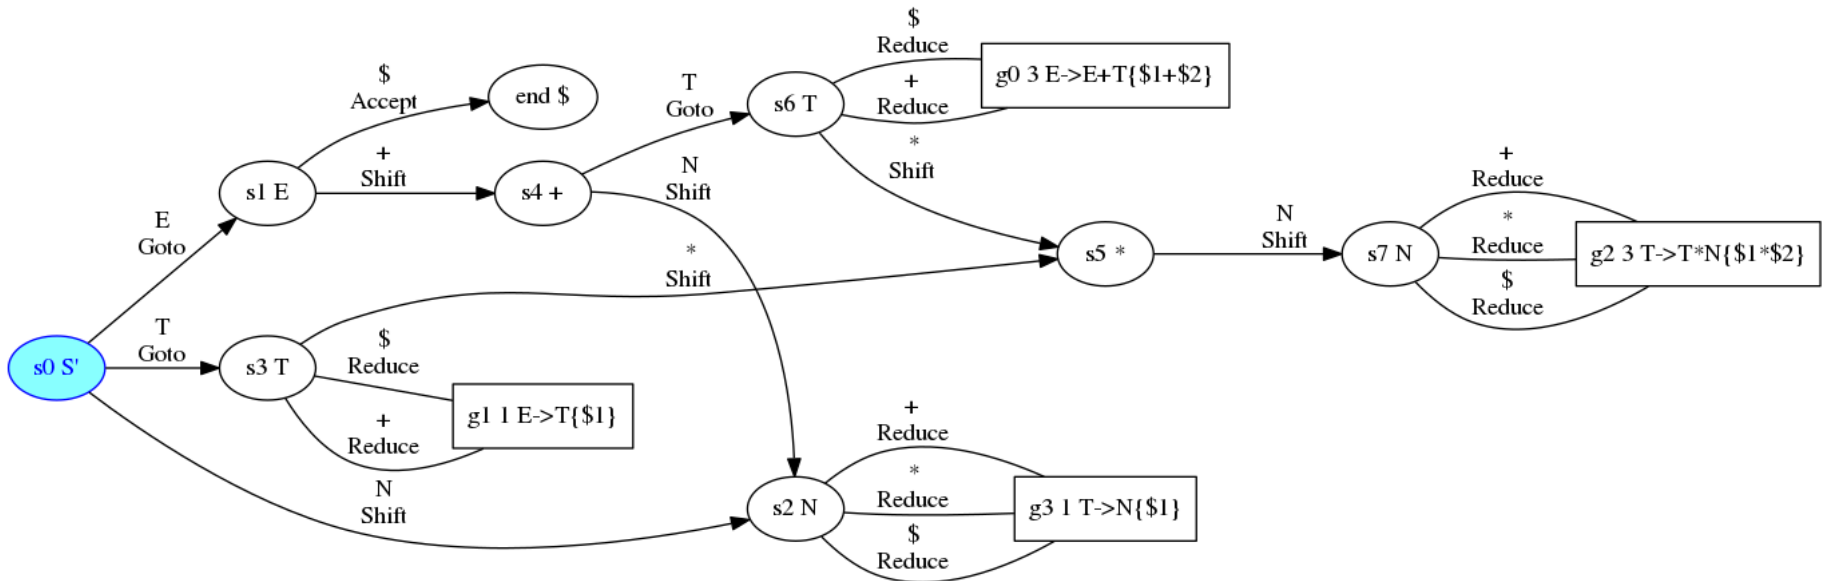 $
Reduce
g0 3 E->E+T{$1+$2}
+
Reduce
s6 T
$
Accept
end $
T
Goto
*
Shift
s1 E
+
Shift
s4 +
N
Shift
+
Reduce
E
Goto
*
Shift
s5 *
N
Shift
s7 N
*
Reduce
g2 3 T->T*N{$1*$2}
$
Reduce
s0 S'
T
Goto
s3 T
$
Reduce
g1 1 E->T{$1}
+
Reduce
N
Shift
+
Reduce
s2 N
*
Reduce
g3 1 T->N{$1}
$
Reduce